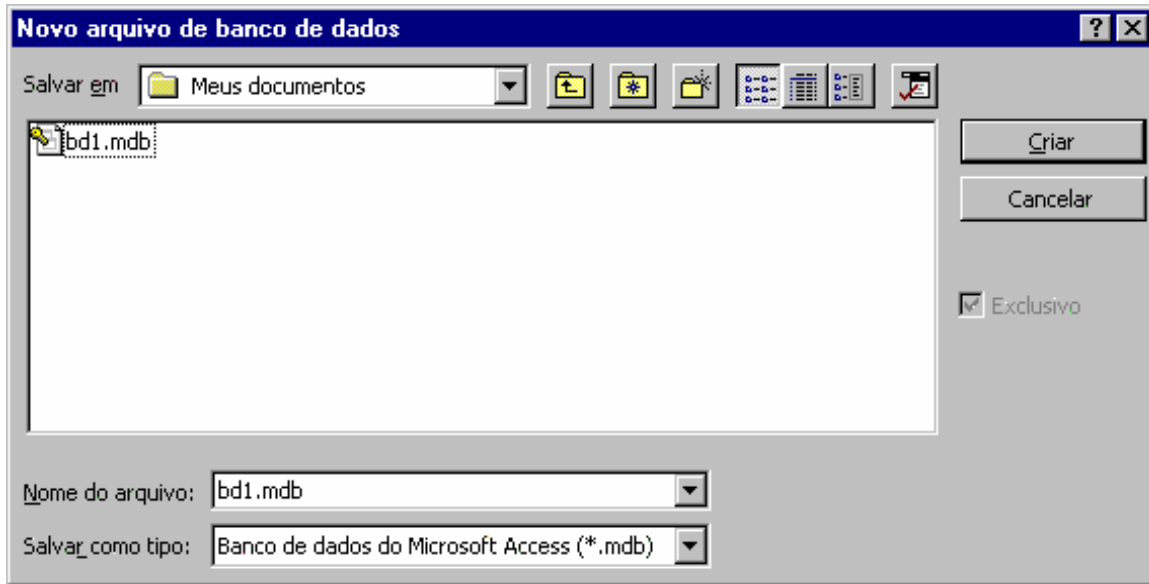 Novo arquivo de banco de dados
Salvar em Meus documentos
bd1.mdb
Criar
Cancelar
Exclusivo
Nome do arquivo: bd1.mdb
Salvar como tipo: Banco de dados do Microsoft Access (*.mdb)